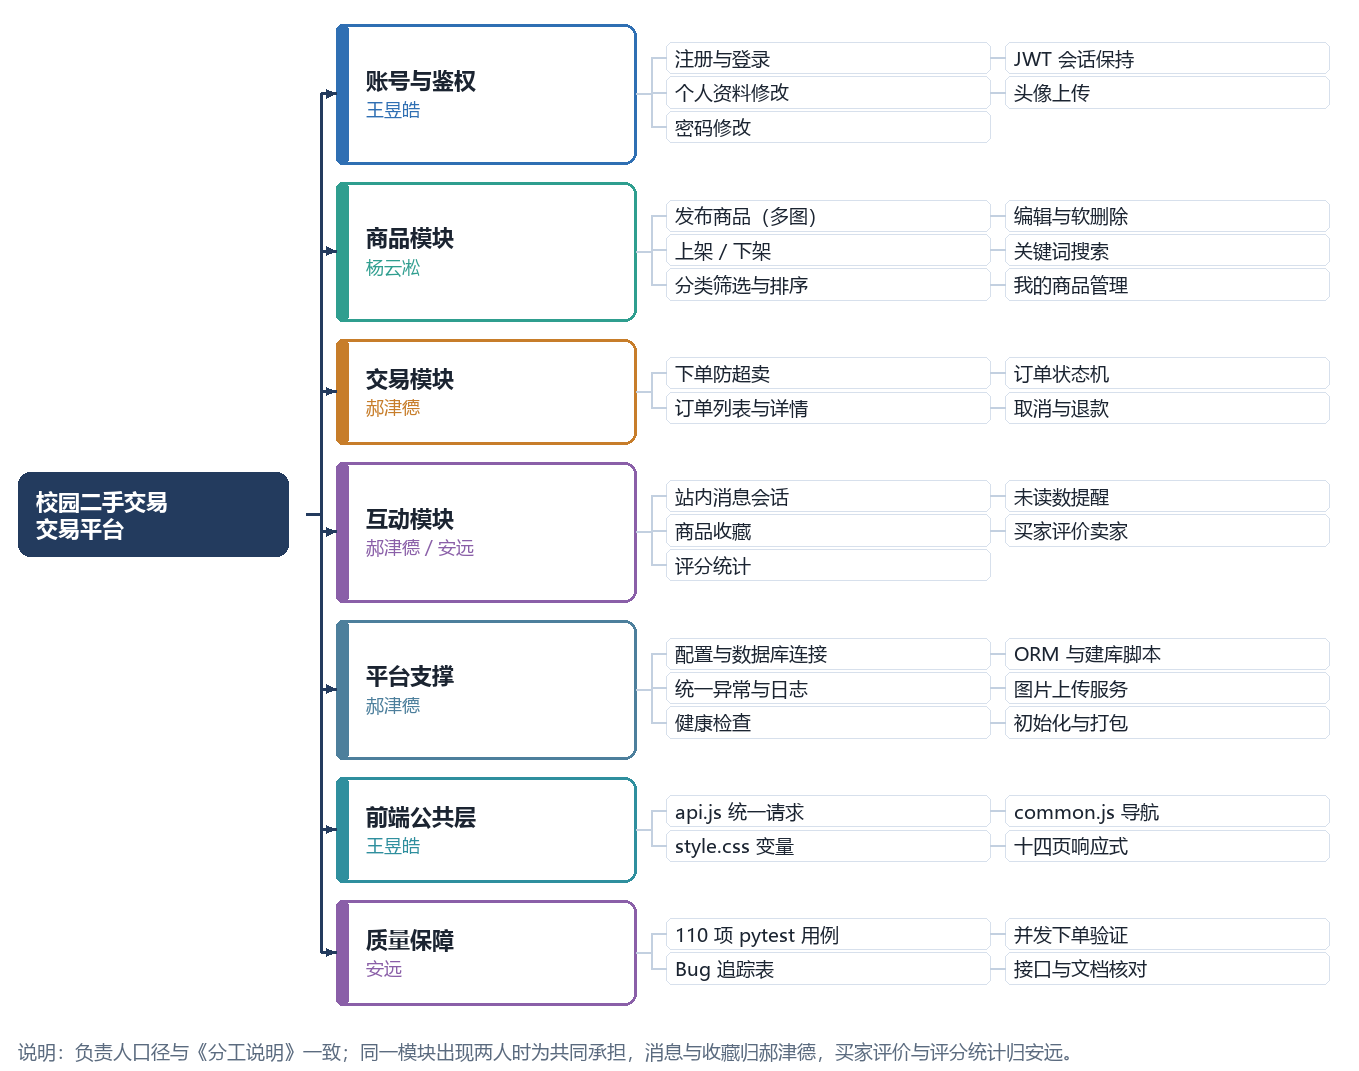 校园二手交易
交易平台
账号与鉴权
王昱皓
注册与登录
JWT 会话保持
个人资料修改
头像上传
密码修改
商品模块
杨云凇
发布商品（多图）
编辑与软删除
上架 / 下架
关键词搜索
分类筛选与排序
我的商品管理
交易模块
郝津德
下单防超卖
订单状态机
订单列表与详情
取消与退款
互动模块
郝津德 / 安远
站内消息会话
未读数提醒
商品收藏
买家评价卖家
评分统计
平台支撑
郝津德
配置与数据库连接
ORM 与建库脚本
统一异常与日志
图片上传服务
健康检查
初始化与打包
前端公共层
王昱皓
api.js 统一请求
common.js 导航
style.css 变量
十四页响应式
质量保障
安远
110 项 pytest 用例
并发下单验证
Bug 追踪表
接口与文档核对
说明：负责人口径与《分工说明》一致；同一模块出现两人时为共同承担，消息与收藏归郝津德，买家评价与评分统计归安远。